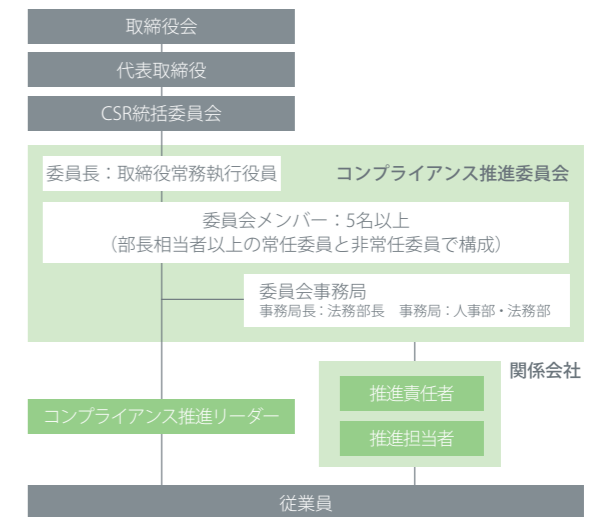 取締役会
代表取締役
CSR統括委員会
委員長：取締役常務執行役員
コンプライアンス推進委員会
委員会メンバー：5名以上
（部長相当者以上の常任委員と非常任委員で構成）
委員会事務局
事務局長：法務部長　事務局：人事部・法務部
関係会社
推進責任者
コンプライアンス推進リーダー
推進担当者
従業員